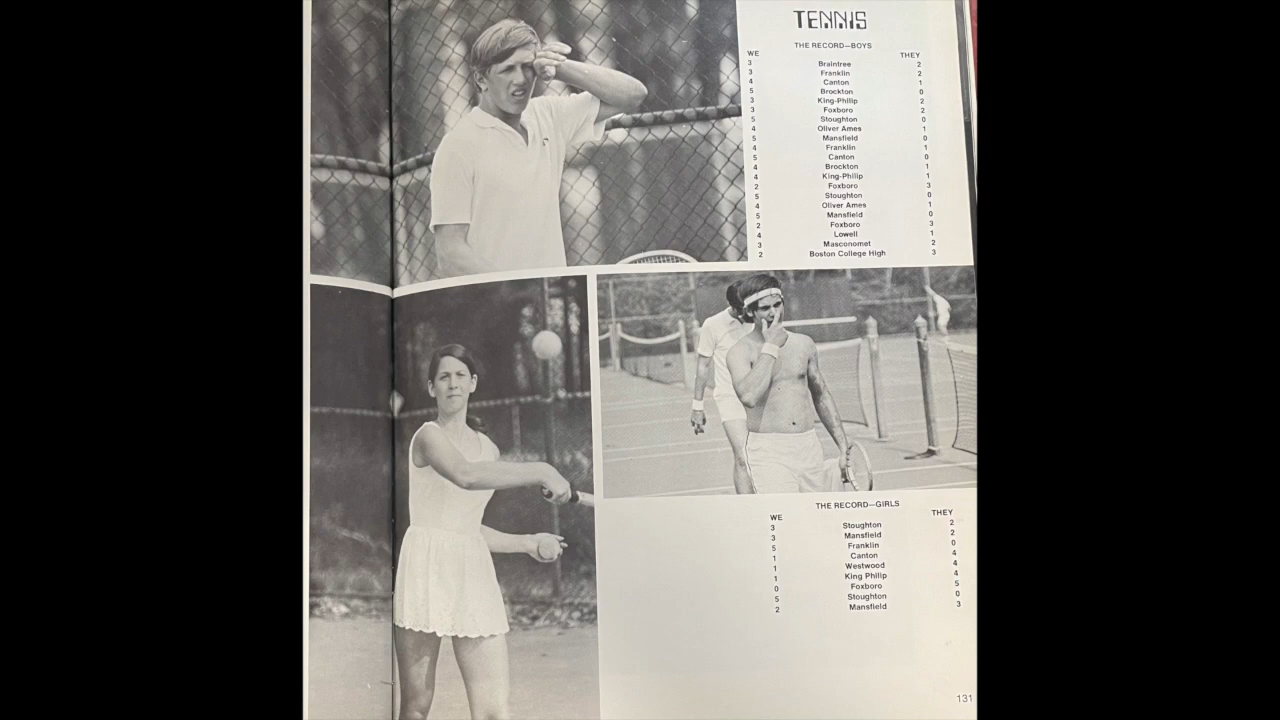 TENNIS
THE RECORD—BOYS
WE THEY
3 Braintree 2
3 Franklin 2
4 Canton 1
5 Brockton 0
3 King-Philip 2
3 Foxboro 2
5 Stoughton 0
4 Oliver Ames 1
5 Mansfield 0
4 Franklin 1
5 Canton 0
4 Brockton 1
4 King-Philip 1
2 Foxboro 3
5 Stoughton 0
4 Oliver Ames 1
5 Mansfield 0
2 Foxboro 3
4 Lowell 1
3 Masconomet 2
2 Boston College High 3
THE RECORD—GIRLS
WE THEY
3 Stoughton 2
3 Mansfield 2
5 Franklin 0
1 Canton 4
1 Westwood 4
1 King Philip 4
0 Foxboro 5
5 Stoughton 0
2 Mansfield 3
131